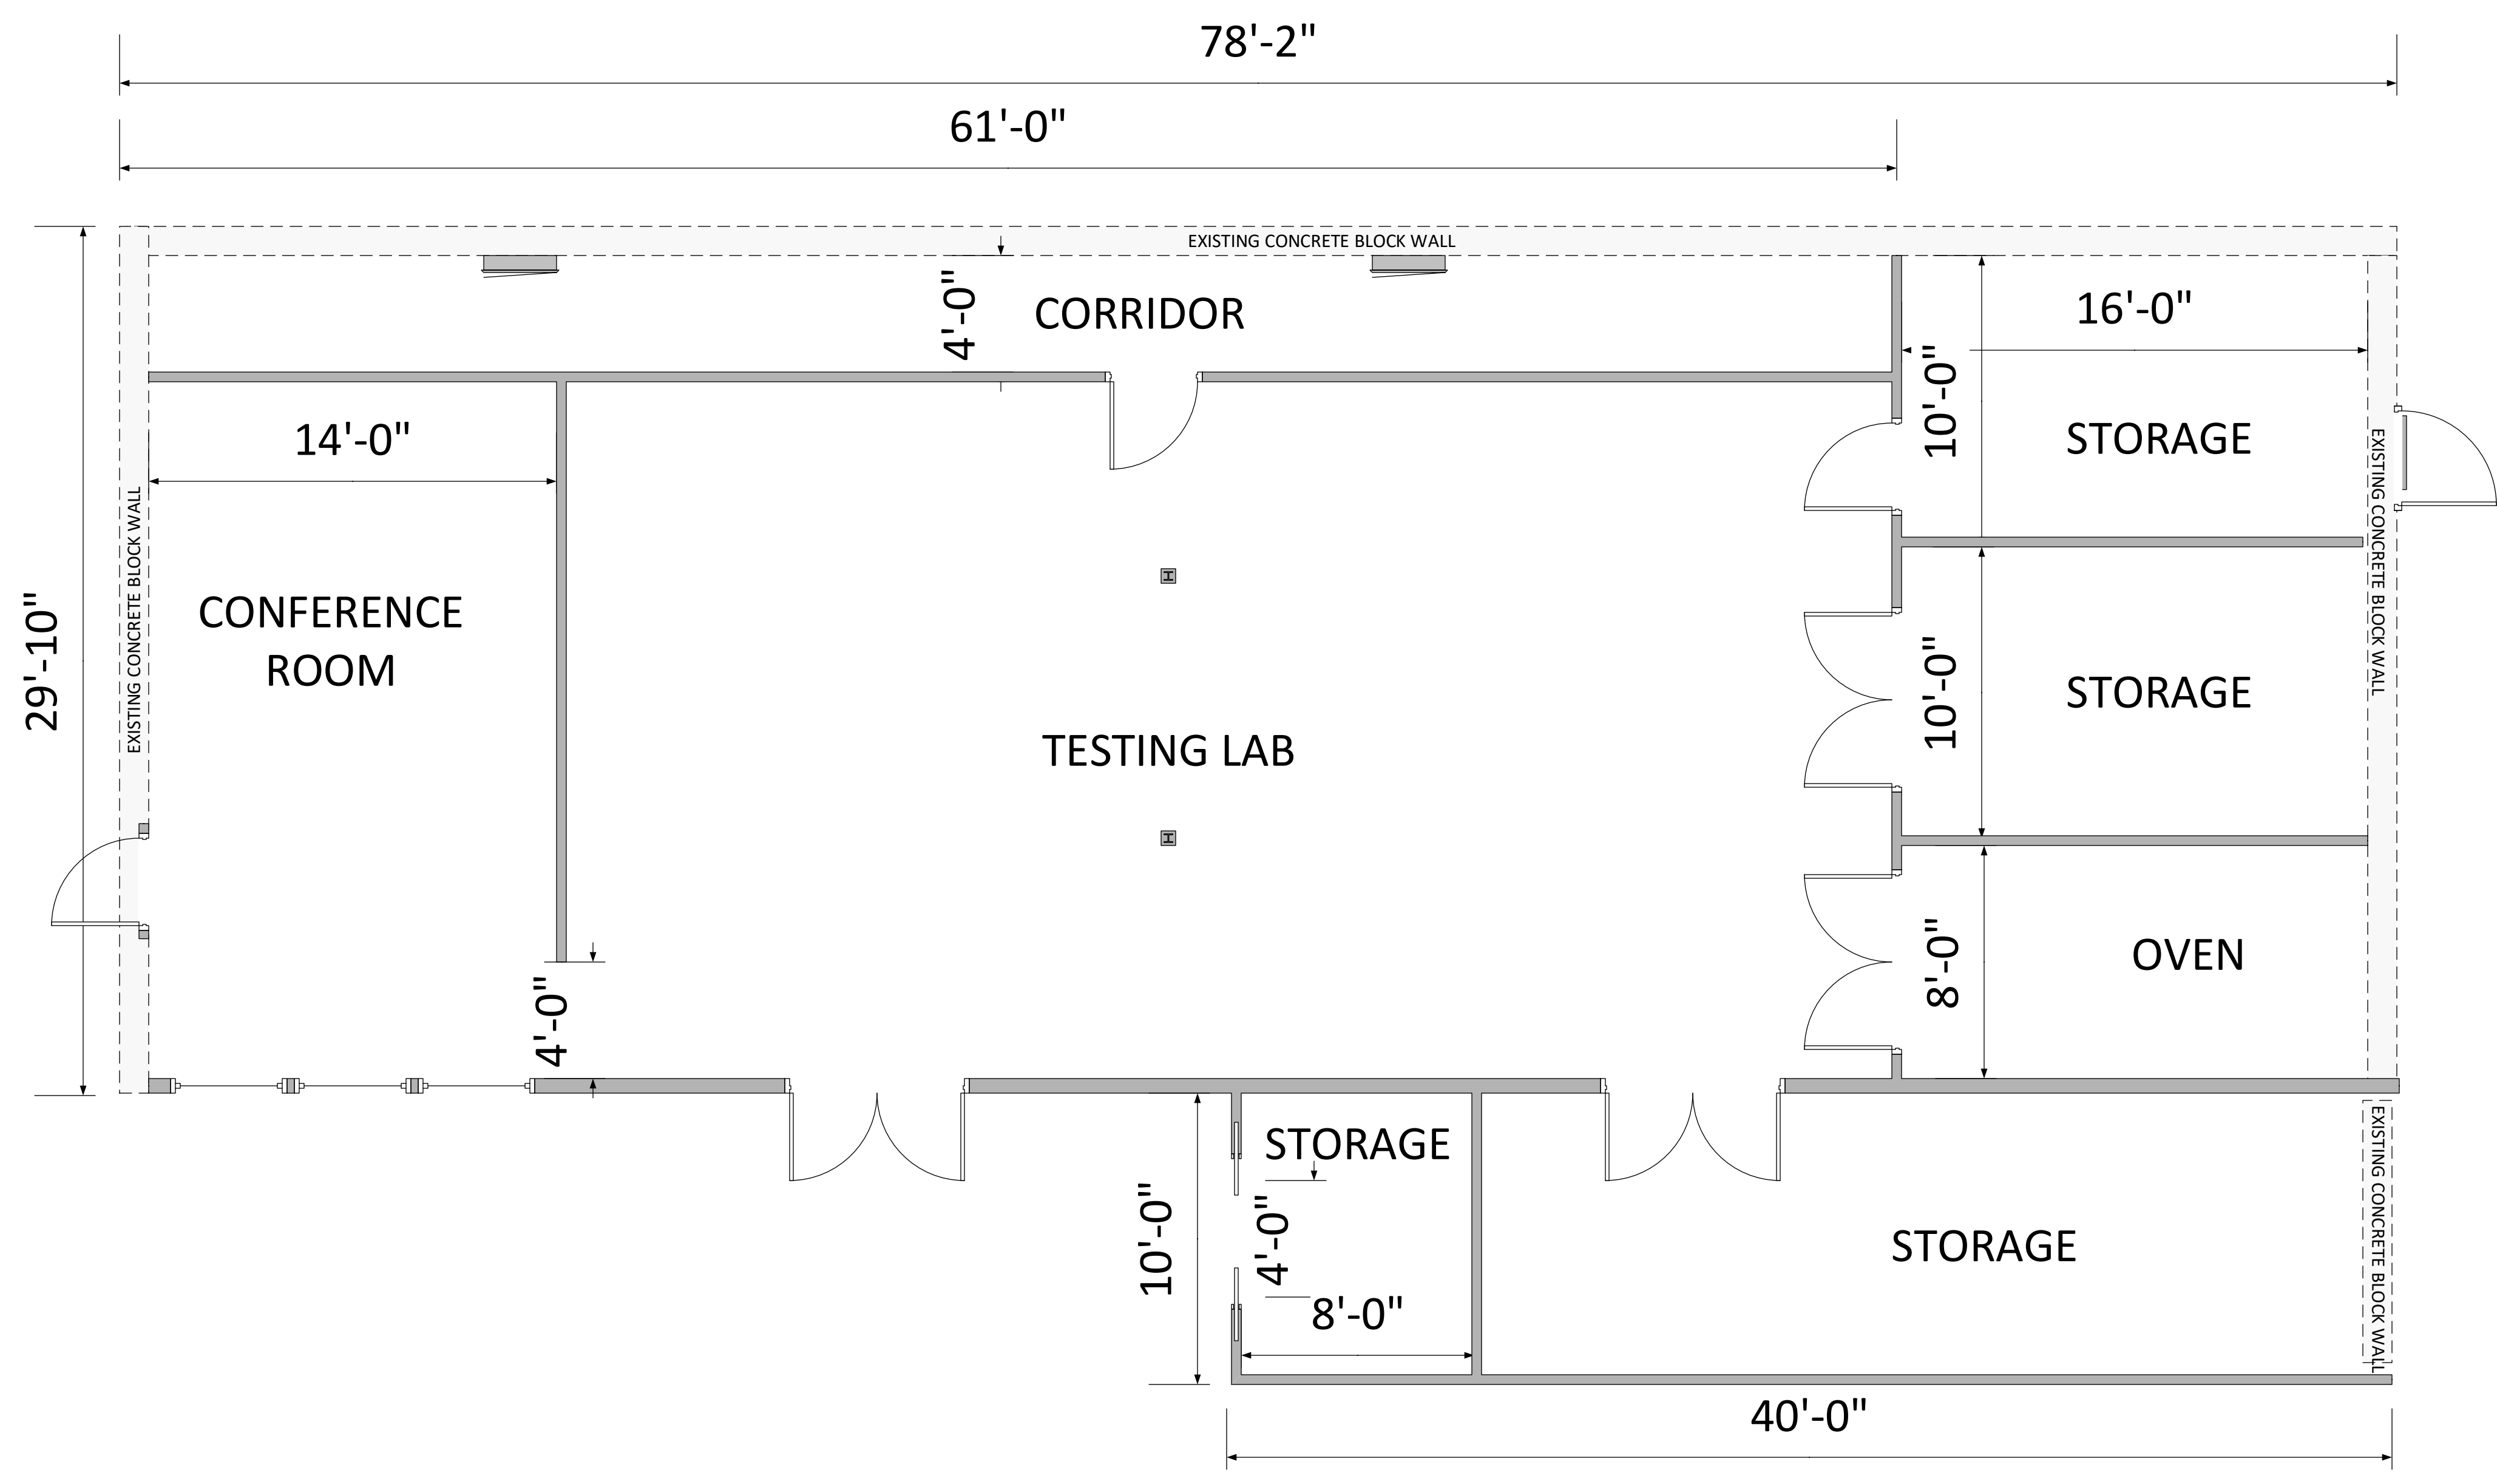 78'-2"
61'-0"
EXISTING CONCRETE BLOCK WALL
4'-0"
CORRIDOR
16'-0"
10'-0"
STORAGE
14'-0"
EXISTING CONCRETE BLOCK WALL
EXISTING CONCRETE BLOCK WALL
29'-10"
CONFERENCE
ROOM
TESTING LAB
10'-0"
STORAGE
8'-0"
OVEN
4'-0"
STORAGE
10'-0"
4'-0"
8'-0"
STORAGE
EXISTING CONCRETE BLOCK WALL
40'-0"